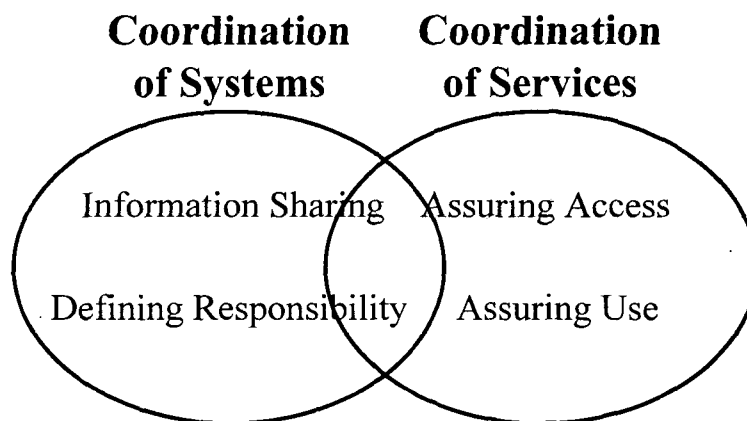 Coordination
of Systems
Coordination
of Services
Information Sharing
Assuring Access
Defining Responsibility
Assuring Use